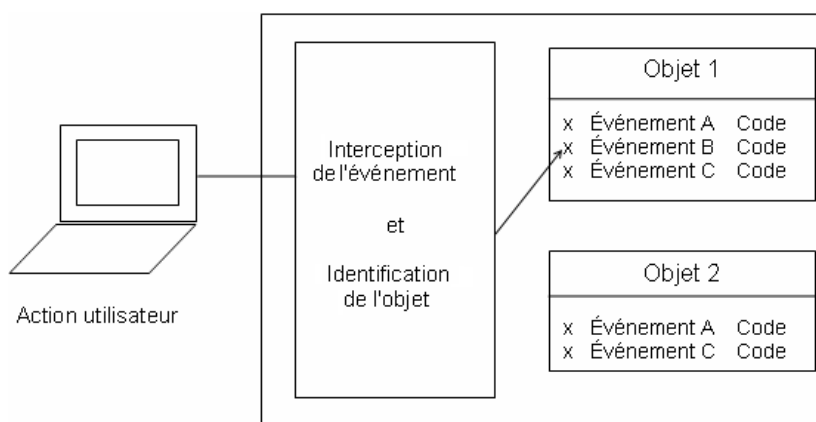 Action utilisateur
Interception
de l'événement
et
Identification
de l'objet
Objet 1
x Événement A Code
x Événement B Code
x Événement C Code
Objet 2
x Événement A Code
x Événement C Code